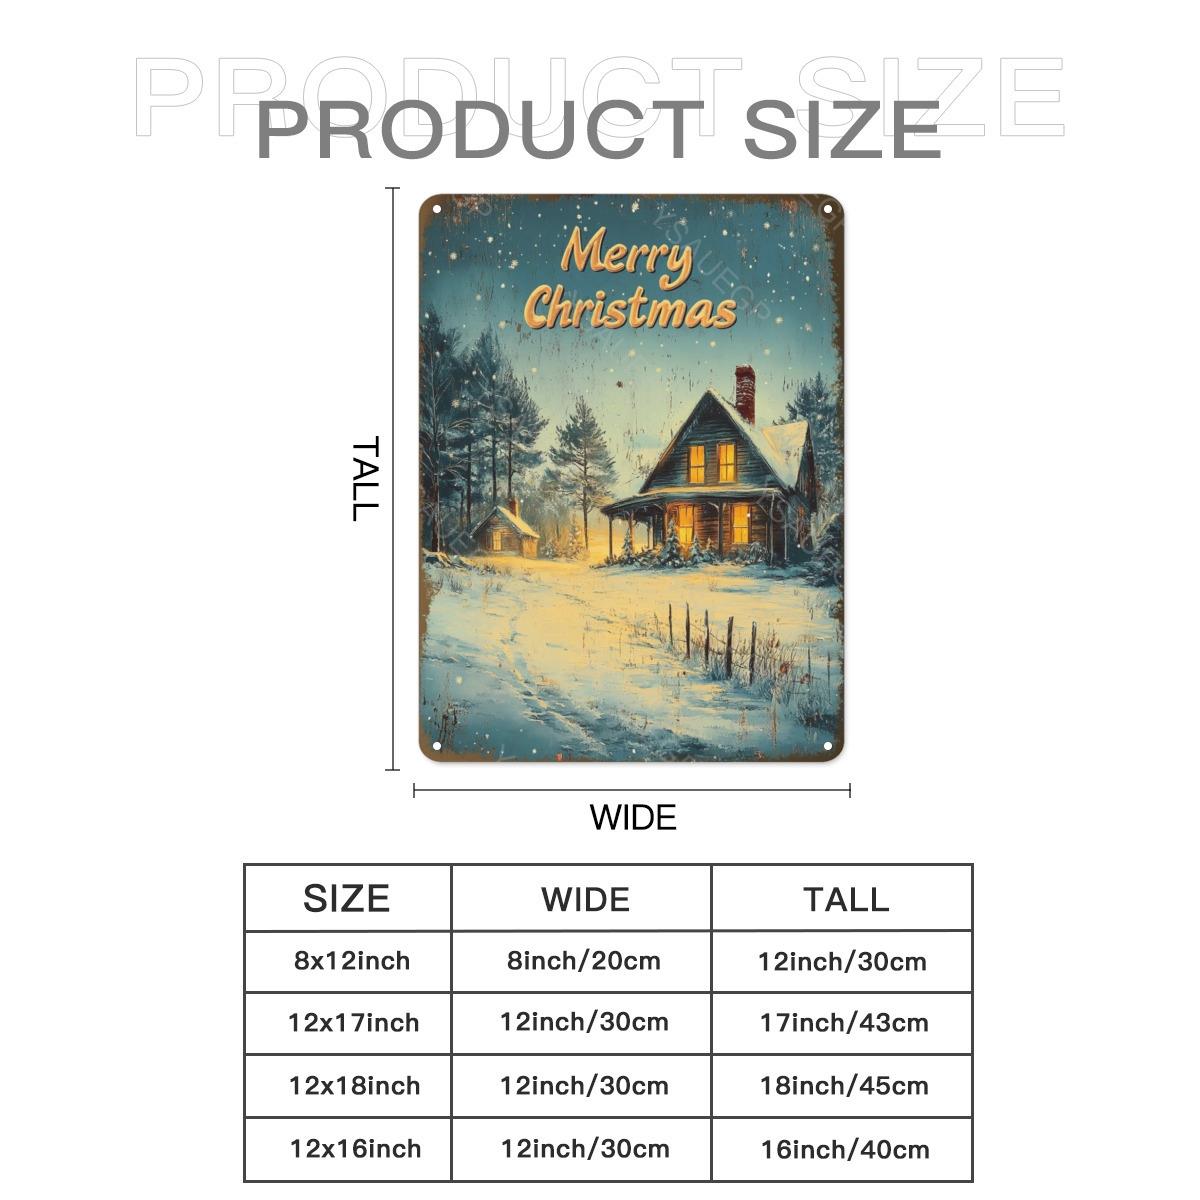 PRODUCT SIZE
PRODUCT SIZE
YSAUEGP
Merry
Christmas
TALL
WIDE
SIZE WIDE TALL
8x12inch 8inch/20cm 12inch/30cm
12x17inch 12inch/30cm 17inch/43cm
12x18inch 12inch/30cm 18inch/45cm
12x16inch 12inch/30cm 16inch/40cm